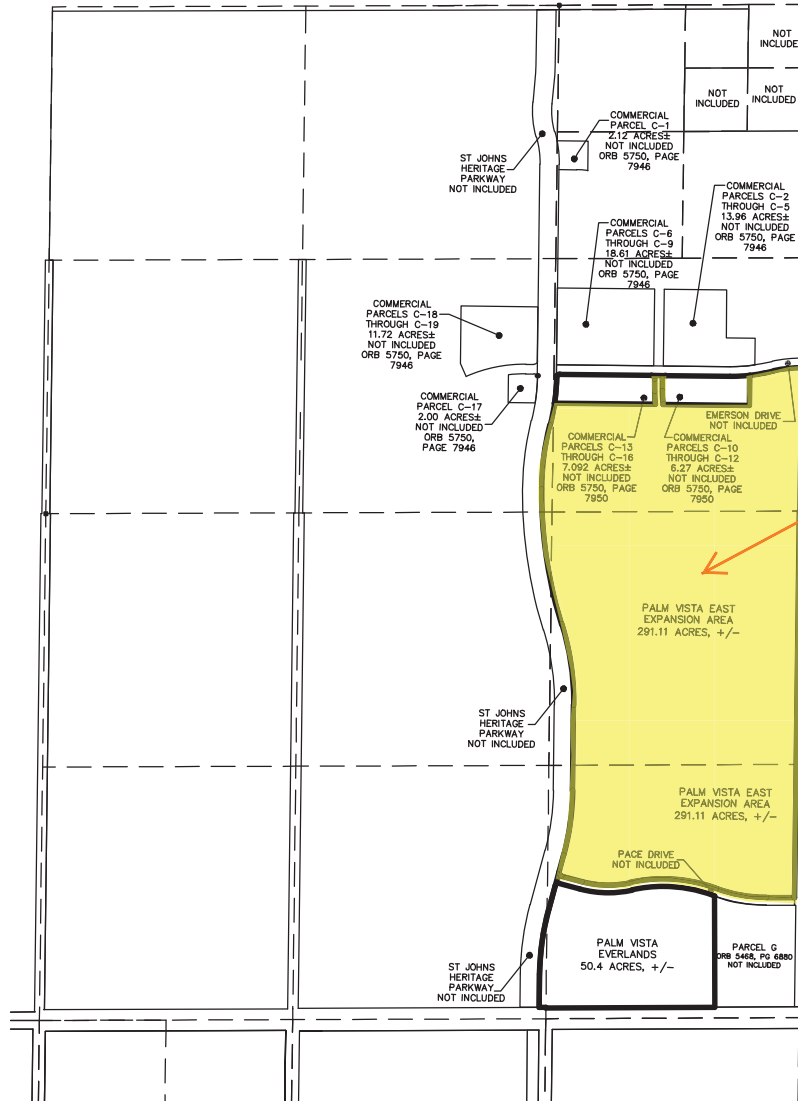 NOT
INCLUDE
NOT
INCLUDED
NOT
INCLUDED
COMMERCIAL
PARCEL C-1
2.12 ACRES±
NOT INCLUDED
ORB 5750, PAGE
7946
ST JOHNS
HERITAGE
PARKWAY
NOT INCLUDED
COMMERCIAL
PARCELS C-2
THROUGH C-5
13.96 ACRES±
NOT INCLUDED
ORB 5750, PAGE
7946
COMMERCIAL
PARCELS C-6
THROUGH C-9
18.61 ACRES±
NOT INCLUDED
ORB 5750, PAGE
7946
COMMERCIAL
PARCELS C-18
THROUGH C-19
11.72 ACRES±
NOT INCLUDED
ORB 5750, PAGE
7946
COMMERCIAL
PARCEL C-17
2.00 ACRES±
NOT INCLUDED
ORB 5750,
PAGE 7946
EMERSON DRIVE
NOT INCLUDED
COMMERCIAL
PARCELS C-13
THROUGH C-16
7.092 ACRES±
NOT INCLUDED
ORB 5750, PAGE
7950
COMMERCIAL
PARCELS C-10
THROUGH C-12
6.27 ACRES±
NOT INCLUDED
ORB 5750, PAGE
7950
PALM VISTA EAST
EXPANSION AREA
291.11 ACRES, +/-
ST JOHNS
HERITAGE
PARKWAY
NOT INCLUDED
PALM VISTA EAST
EXPANSION AREA
291.11 ACRES, +/-
PACE DRIVE
NOT INCLUDED
PALM VISTA
EVERLANDS
50.4 ACRES, +/-
PARCEL G
ORB 5468, PG 6880
NOT INCLUDED
ST JOHNS
HERITAGE
PARKWAY
NOT INCLUDED